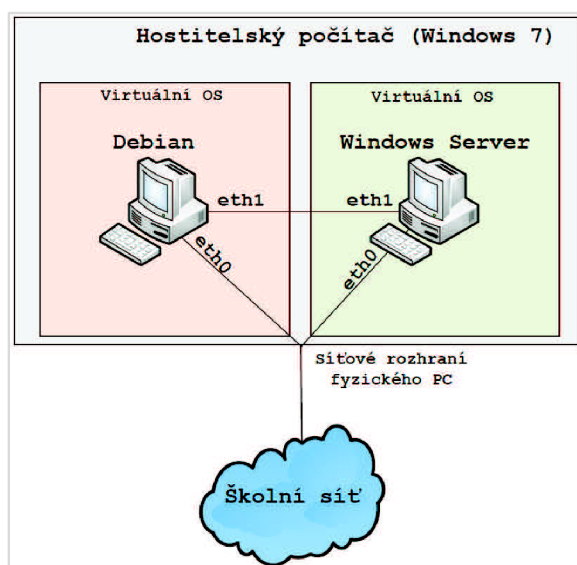 Hostitelský počítač (Windows 7)
Virtuální OS
Debian
Virtuální OS
Windows Server
eth1
eth1
eth0
eth0
Síťové rozhraní
fyzického PC
Školní síť